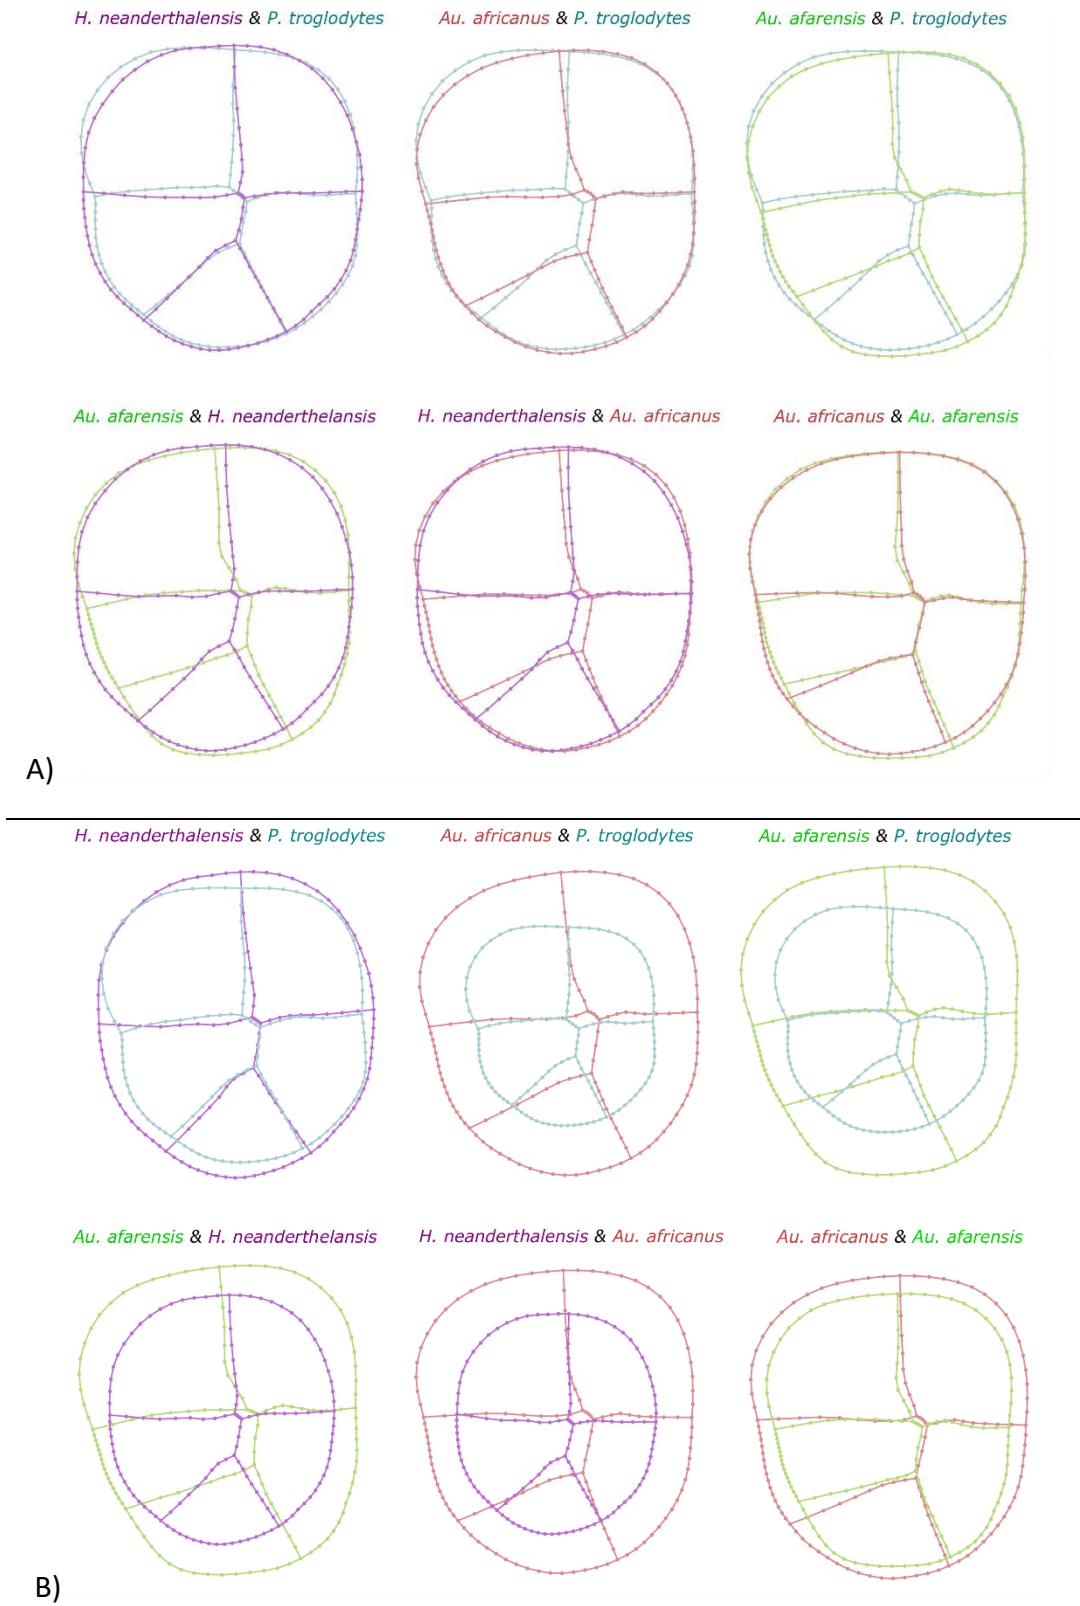 H. neanderthalensis & P. troglodytes
Au. africanus & P. troglodytes
Au. afarensis & P. troglodytes
Au. afarensis & H. neanderthelansis
H. neanderthalensis & Au. africanus
Au. africanus & Au. afarensis
A)
H. neanderthalensis & P. troglodytes
Au. africanus & P. troglodytes
Au. afarensis & P. troglodytes
Au. afarensis & H. neanderthelansis
H. neanderthalensis & Au. africanus
Au. africanus & Au. afarensis
B)